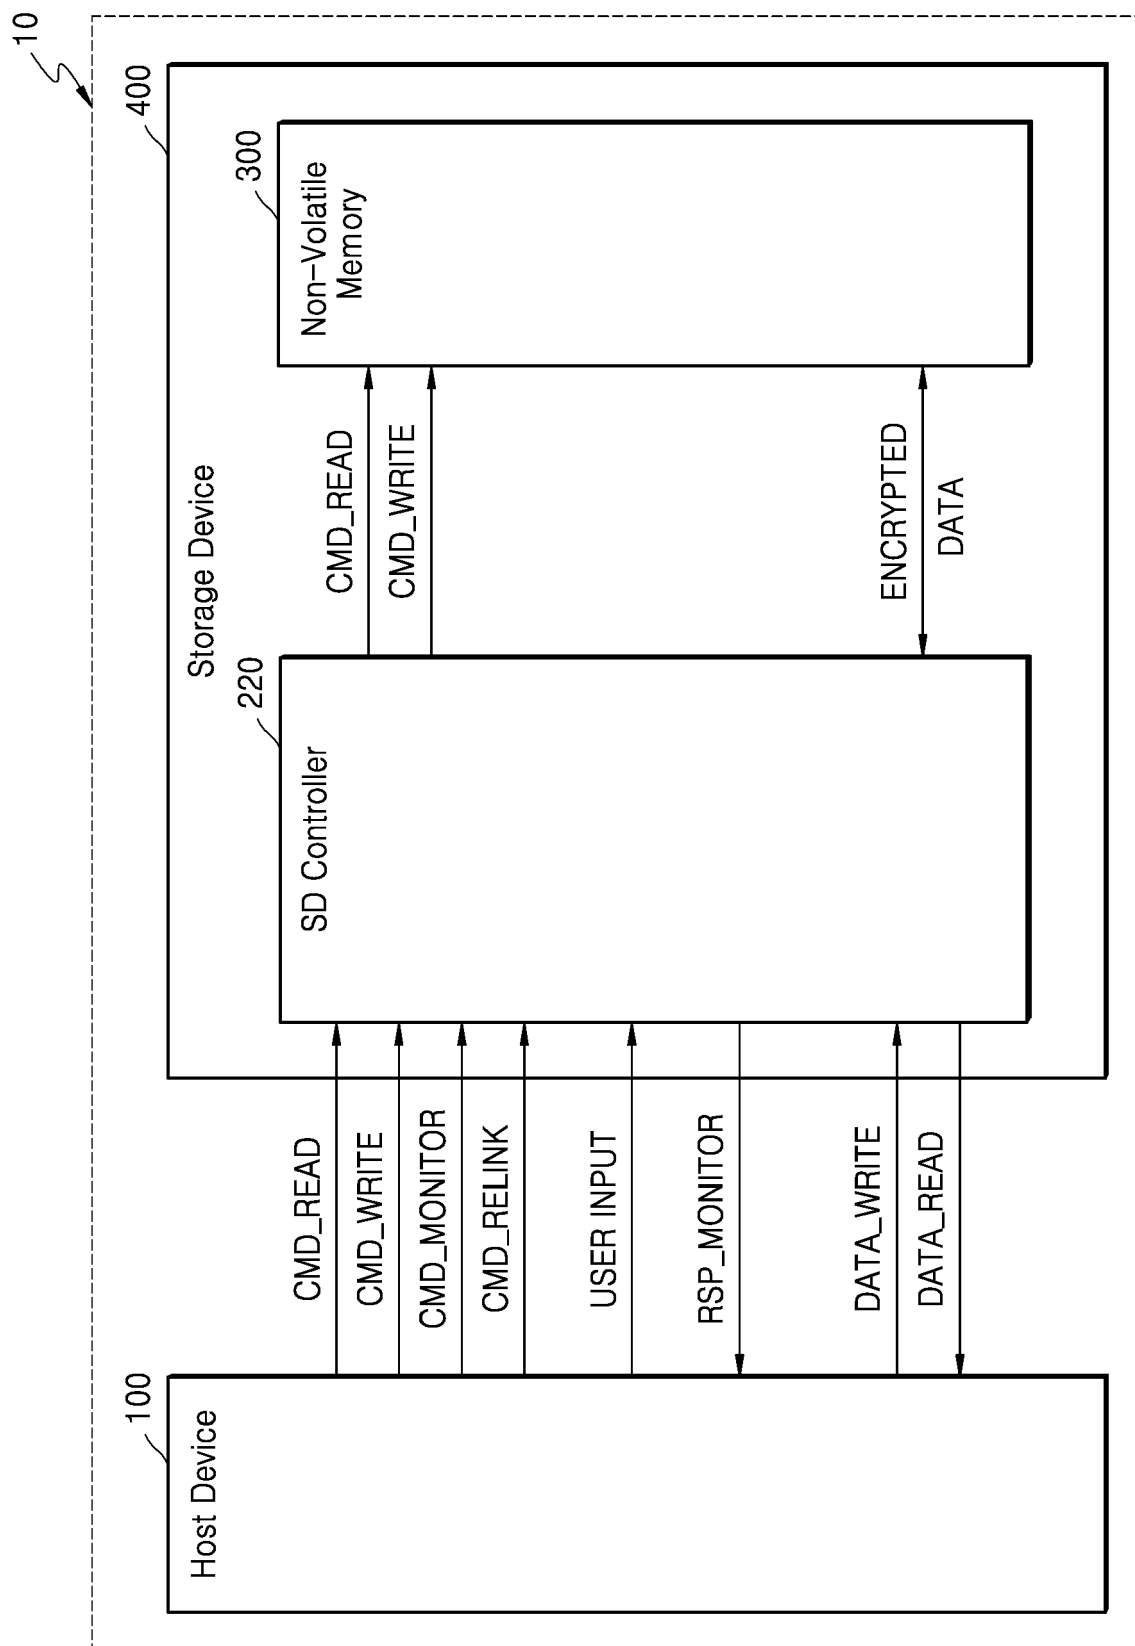 10
100
Host Device
CMD_READ
CMD_WRITE
CMD_MONITOR
CMD_RELINK
USER INPUT
RSP_MONITOR
DATA_WRITE
DATA_READ
400
Storage Device
220
SD Controller
CMD_READ
CMD_WRITE
ENCRYPTED
DATA
300
Non-Volatile
Memory